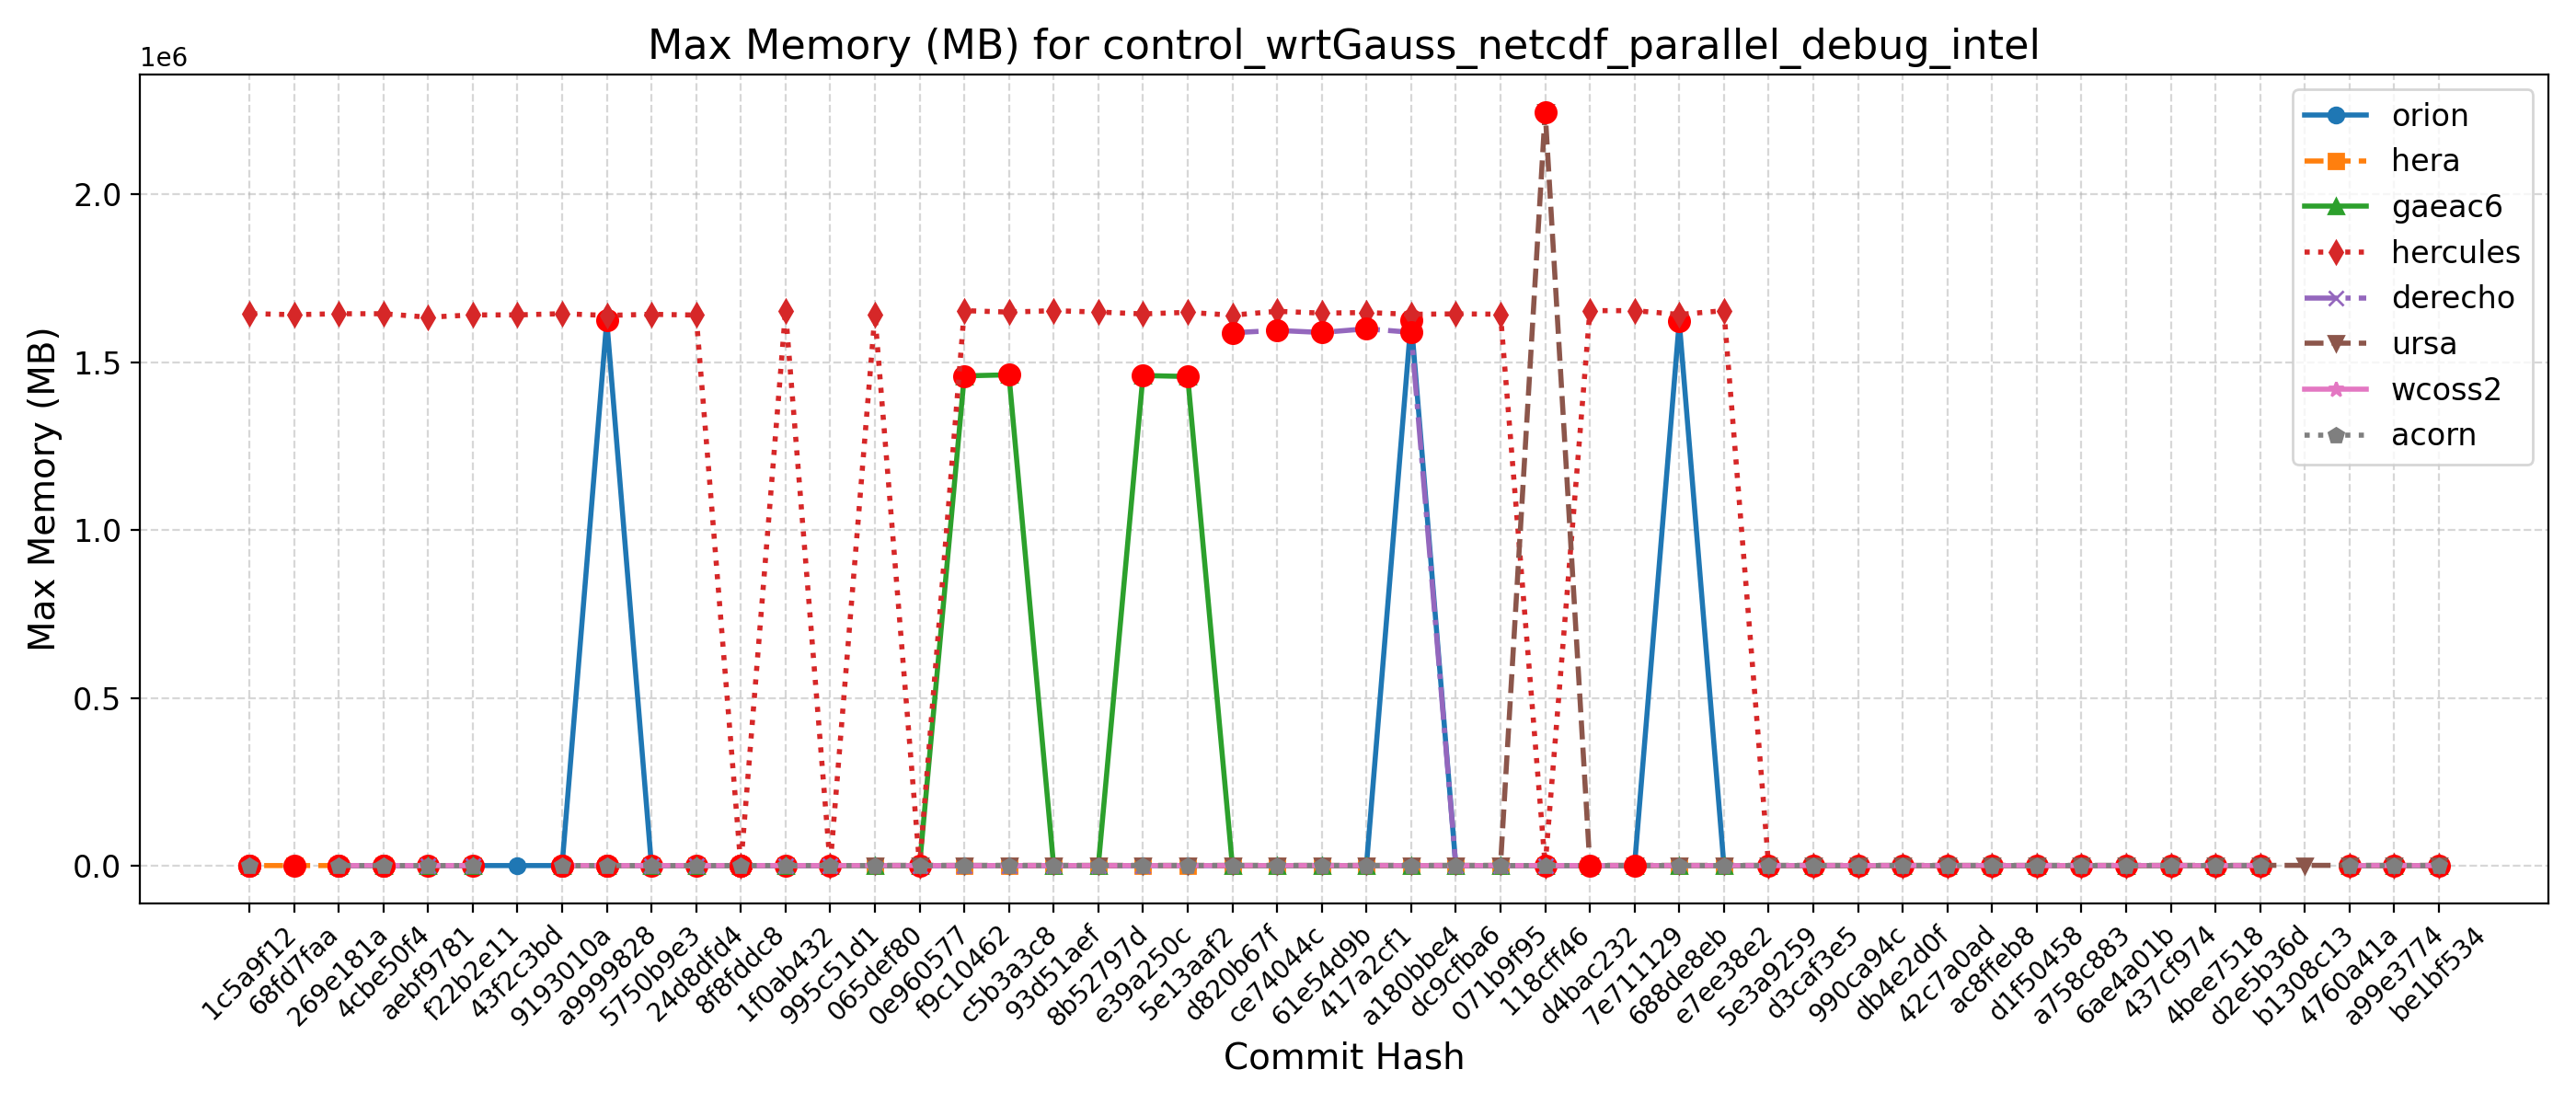 Max Memory (MB) for control_wrtGauss_netcdf_parallel_debug_intel
1e6
2.0
1.5
1.0
0.5
0.0
Max Memory (MB)
orion
hera
gaeac6
hercules
derecho
ursa
wcoss2
acorn
1c5a9f12
68fd7faa
269e181a
4cbe50f4
aebf9781
f22b2e11
43f2c3bd
9193010a
a9999828
5750b9e3
24d8dfd4
8f8fddc8
1f0ab432
995c51d1
065def80
0e960577
f9c10462
c5b3a3c8
93d51aef
8b52797d
e39a250c
5e13aaf2
d820b67f
ce74044c
61e54d9b
417a2cf1
a180bbe4
dc9cfba6
071b9f95
118cff46
d4bac232
7e711129
688de8eb
e7ee38e2
5e3a9259
d3caf3e5
990ca94c
db4e2d0f
42c7a0ad
ac8ffeb8
d1f50458
a758c883
6ae4a01b
437cf974
4bee7518
d2e5b36d
b1308c13
4760a41a
a99e3774
be1bf534
Commit Hash